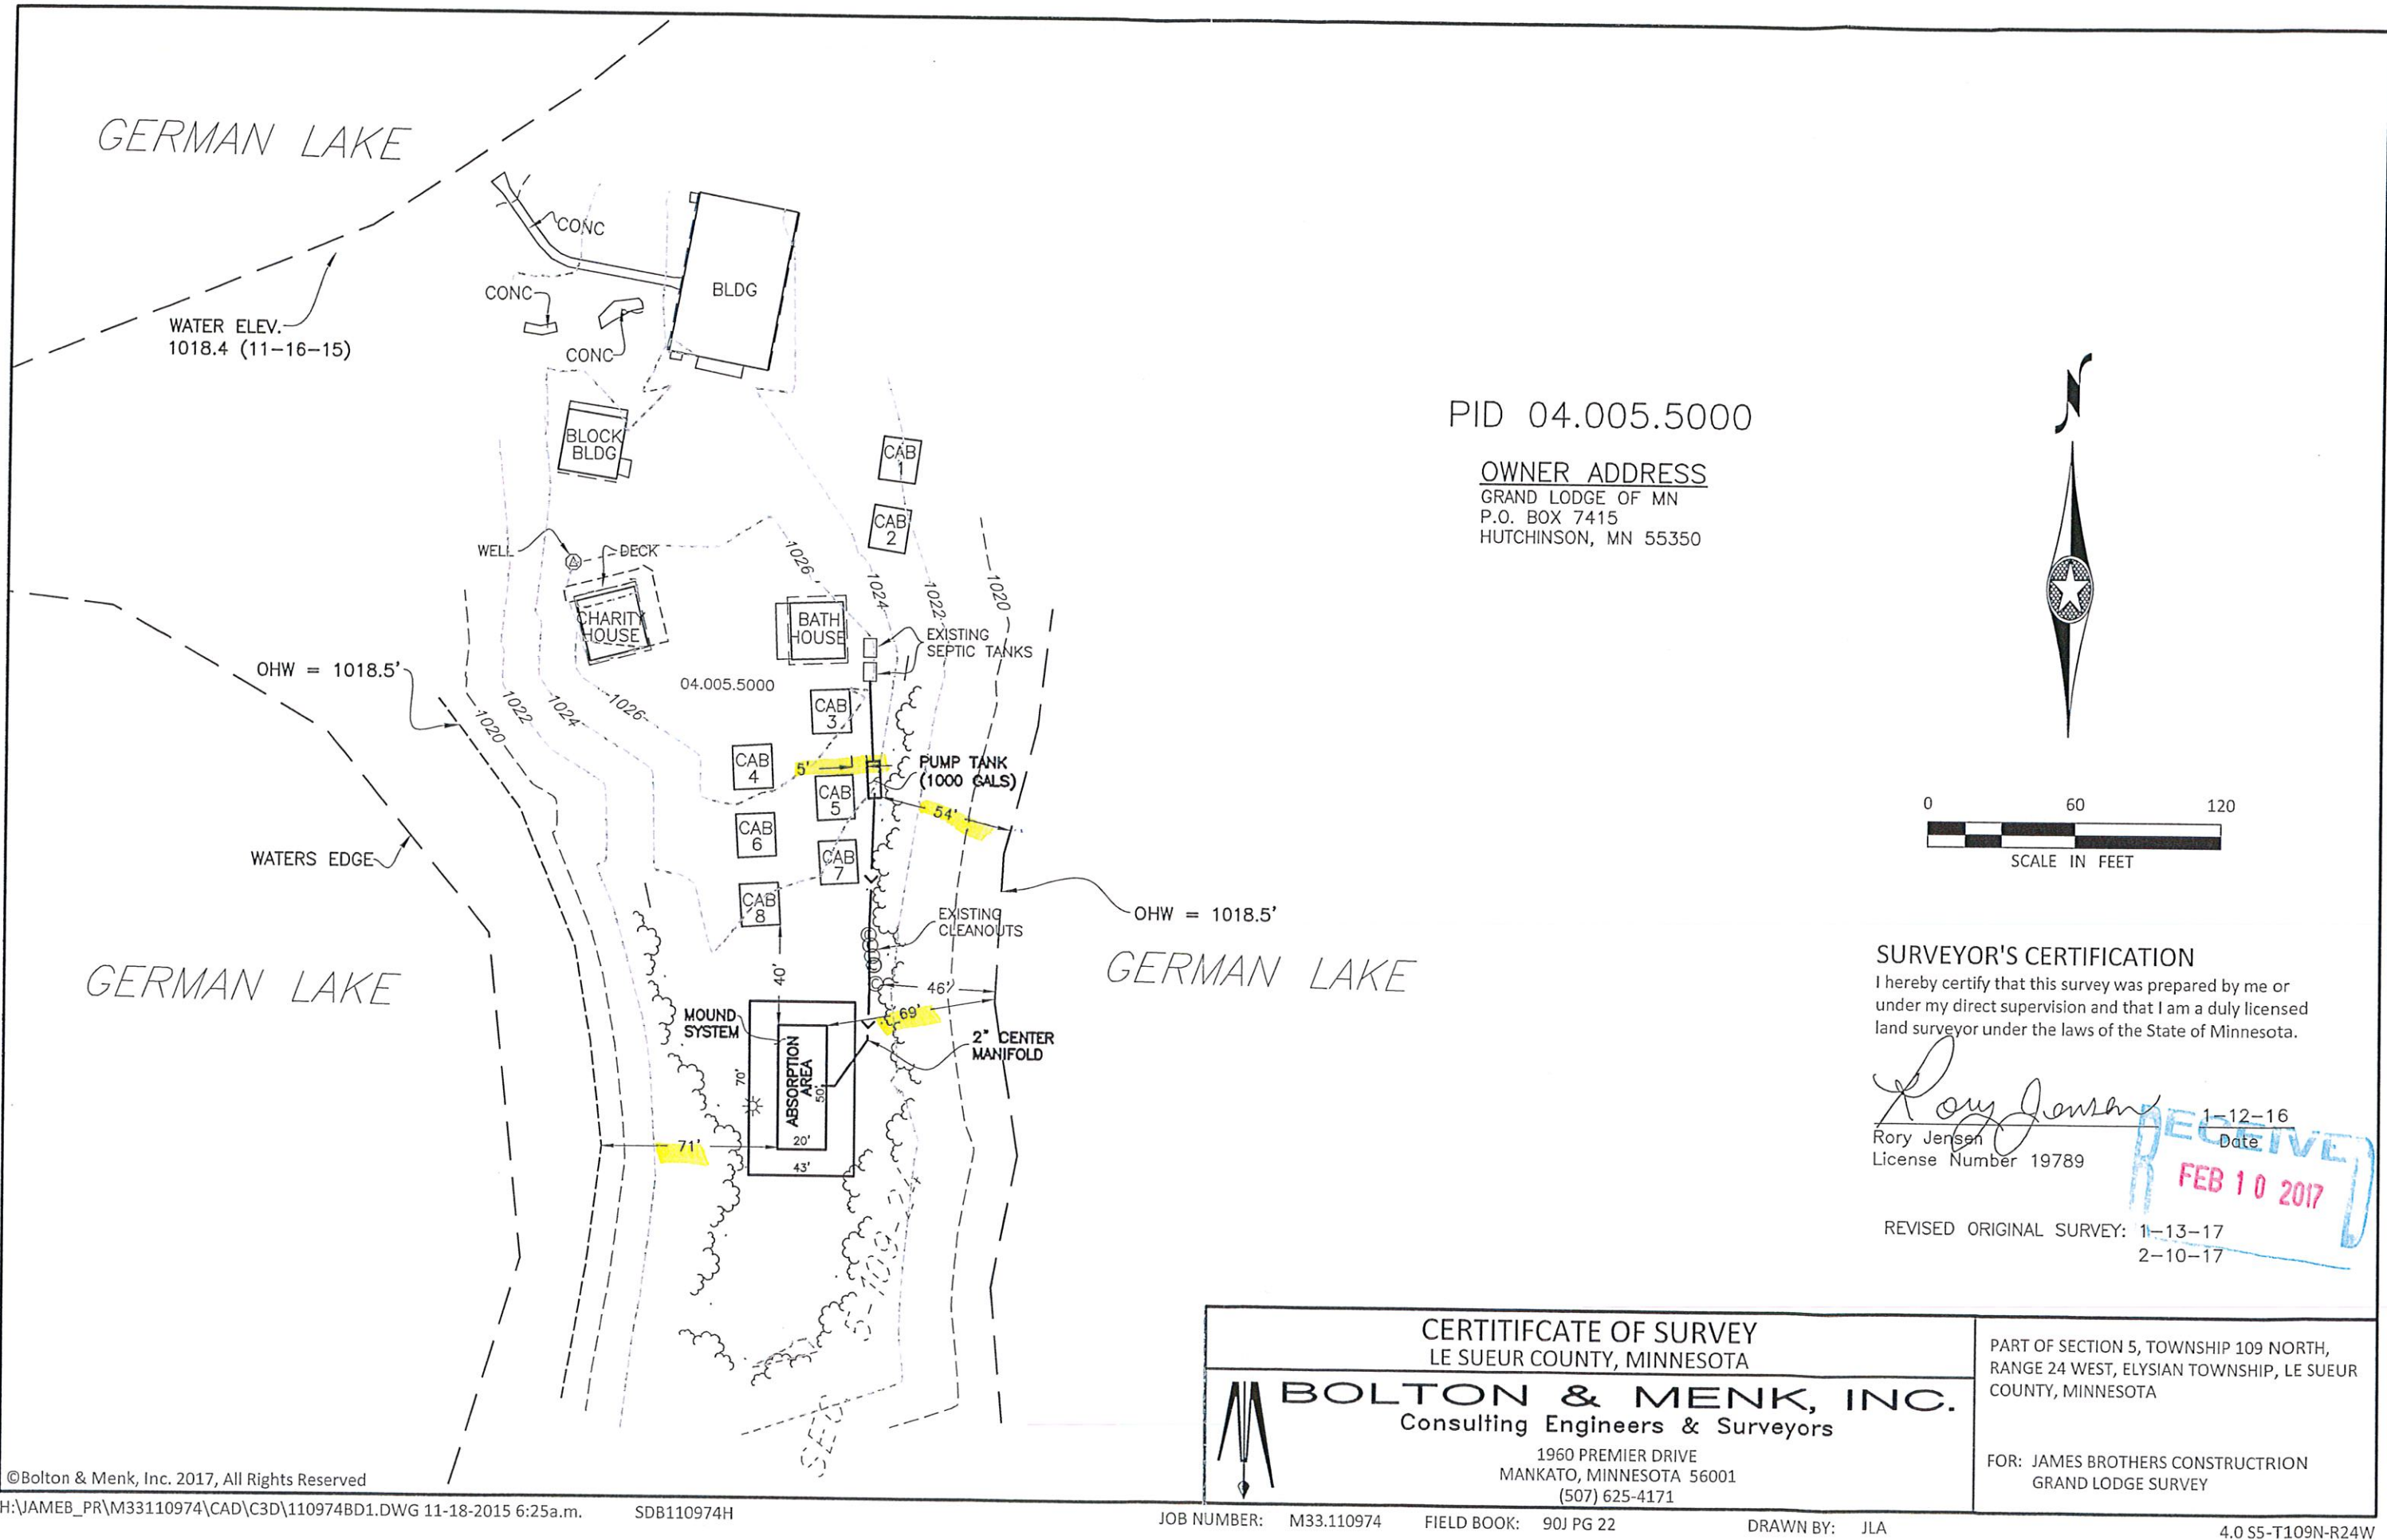 GERMAN LAKE
CONC
CONC
CONC
BLDG
WATER ELEV.
1018.4 (11-16-15)
BLOCK
BLDG
CAB
1
CAB
2
PID 04.005.5000
OWNER ADDRESS
GRAND LODGE OF MN
P.O. BOX 7415
HUTCHINSON, MN 55350
N
WELL
DECK
1026
1024
1022
1020
CHARITY
HOUSE
BATH
HOUSE
EXISTING
SEPTIC TANKS
OHW = 1018.5'
04.005.5000
1020
1022
1024
1026
CAB
3
CAB
4
5'
PUMP TANK
(1000 GALS)
CAB
5
54'
CAB
6
CAB
7
WATERS EDGE
0 60 120
SCALE IN FEET
CAB
8
EXISTING
CLEANOUTS
OHW = 1018.5'
GERMAN LAKE
GERMAN LAKE
40'
46'
69'
MOUND
SYSTEM
2" CENTER
MANIFOLD
ABSORPTION
AREA
70'
50'
71'
20'
43'
SURVEYOR'S CERTIFICATION
I hereby certify that this survey was prepared by me or
under my direct supervision and that I am a duly licensed
land surveyor under the laws of the State of Minnesota.
Rory Jensen
1-12-16
Rory Jensen
Date
License Number 19789
RECEIVED
FEB 10 2017
REVISED ORIGINAL SURVEY: 1-13-17
2-10-17
CERTITIFCATE OF SURVEY
LE SUEUR COUNTY, MINNESOTA
BOLTON & MENK, INC.
Consulting Engineers & Surveyors
1960 PREMIER DRIVE
MANKATO, MINNESOTA 56001
(507) 625-4171
PART OF SECTION 5, TOWNSHIP 109 NORTH,
RANGE 24 WEST, ELYSIAN TOWNSHIP, LE SUEUR
COUNTY, MINNESOTA
FOR: JAMES BROTHERS CONSTRUCTRION
GRAND LODGE SURVEY
©Bolton & Menk, Inc. 2017, All Rights Reserved
H:\JAMEB_PR\M33110974\CAD\C3D\110974BD1.DWG 11-18-2015 6:25a.m. SDB110974H
JOB NUMBER: M33.110974 FIELD BOOK: 90J PG 22 DRAWN BY: JLA
4.0 S5-T109N-R24W